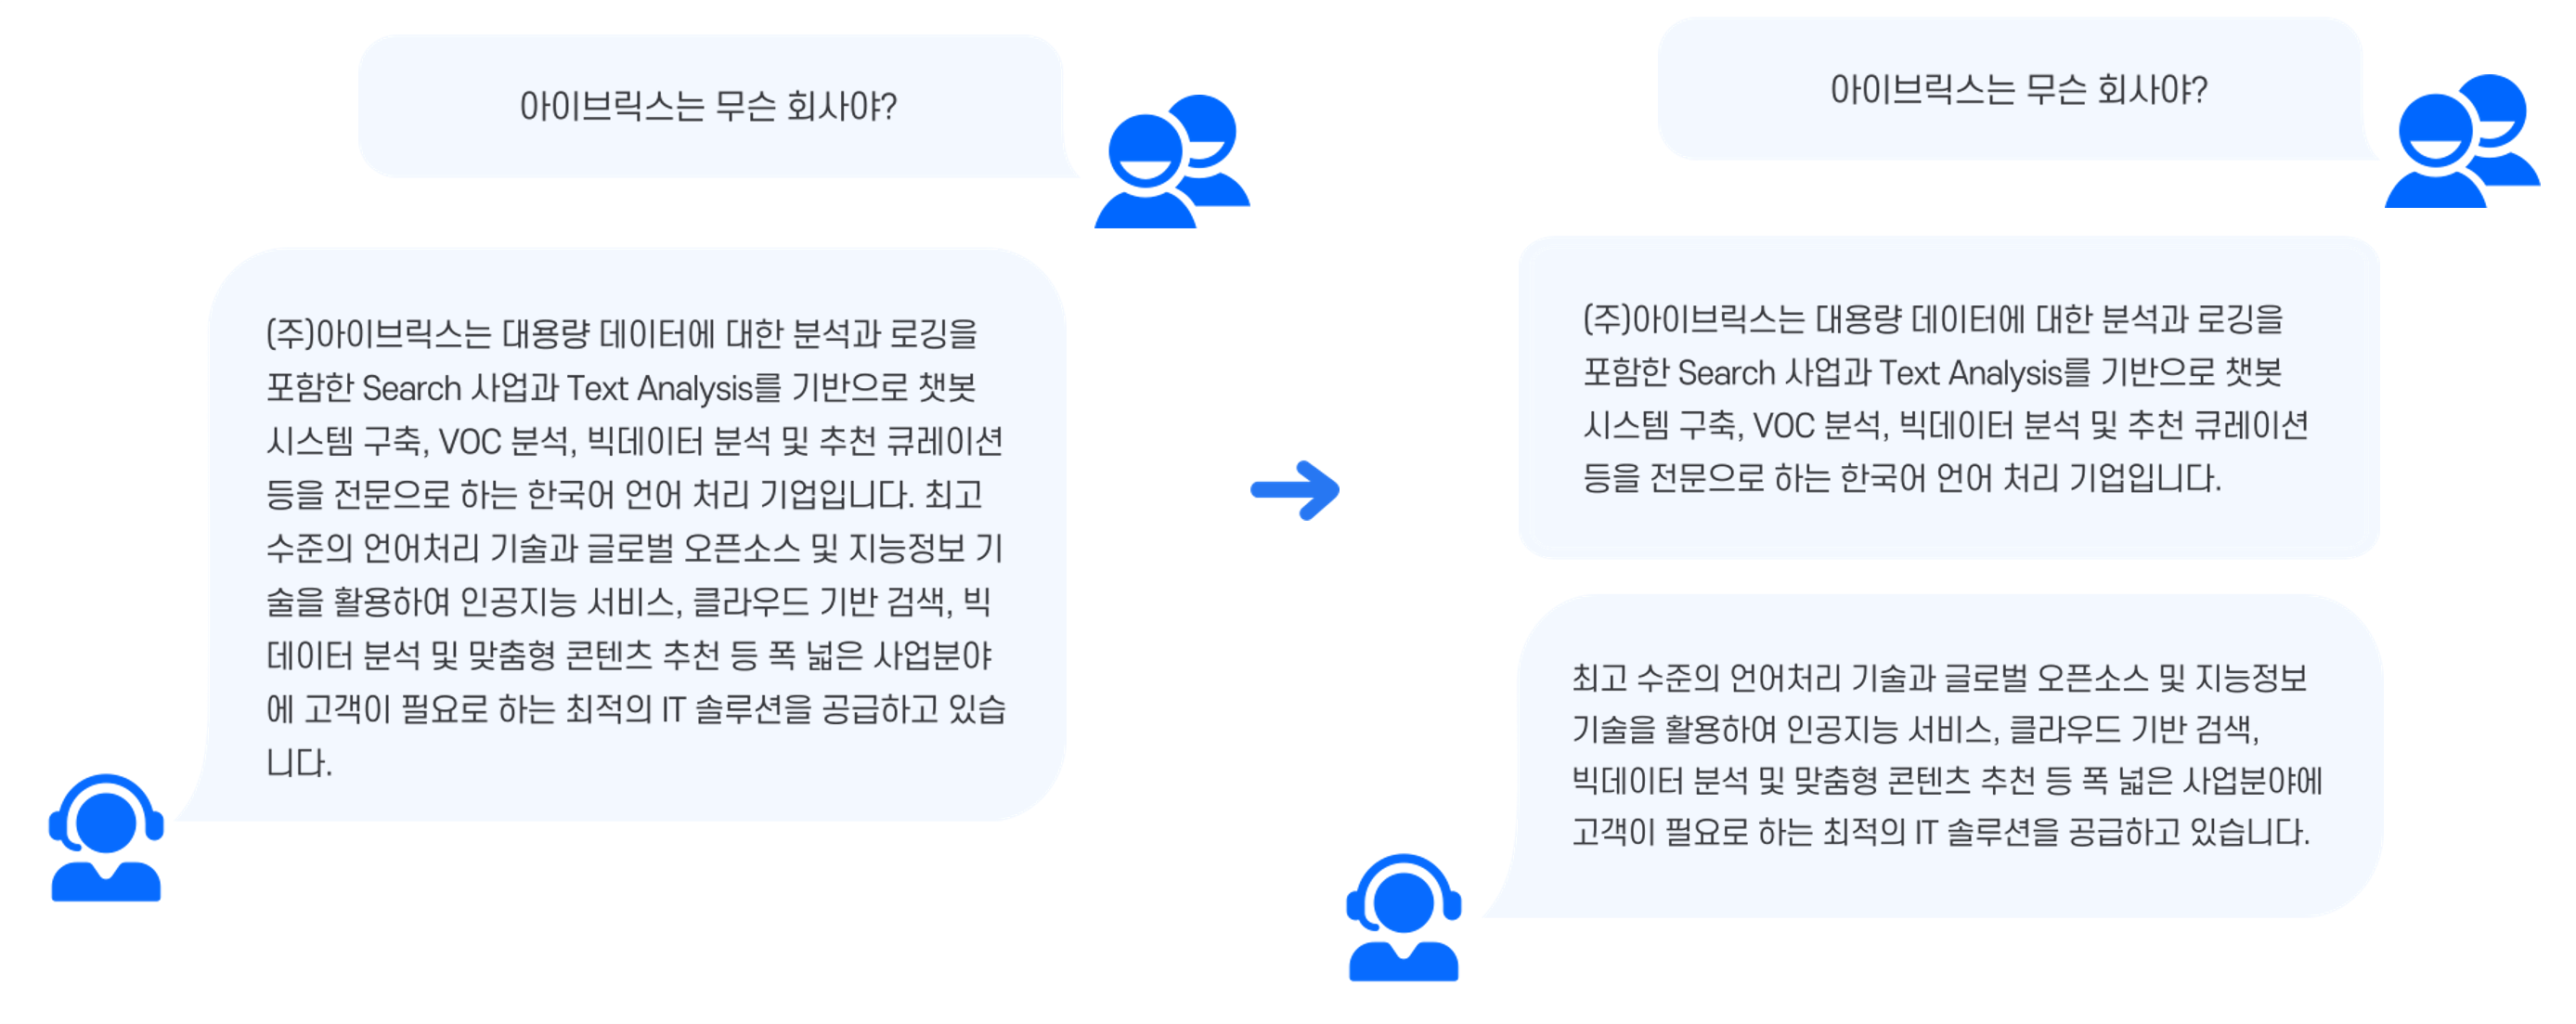 아이브릭스는 무슨 회사야?
(주)아이브릭스는 대용량 데이터에 대한 분석과 로깅을
포함한 Search 사업과 Text Analysis를 기반으로 챗봇
시스템 구축, VOC 분석, 빅데이터 분석 및 추천 큐레이션
등을 전문으로 하는 한국어 언어 처리 기업입니다. 최고
수준의 언어처리 기술과 글로벌 오픈소스 및 지능정보 기
술을 활용하여 인공지능 서비스, 클라우드 기반 검색, 빅
데이터 분석 및 맞춤형 콘텐츠 추천 등 폭 넓은 사업분야
에 고객이 필요로 하는 최적의 IT 솔루션을 공급하고 있습
니다.
아이브릭스는 무슨 회사야?
(주)아이브릭스는 대용량 데이터에 대한 분석과 로깅을
포함한 Search 사업과 Text Analysis를 기반으로 챗봇
시스템 구축, VOC 분석, 빅데이터 분석 및 추천 큐레이션
등을 전문으로 하는 한국어 언어 처리 기업입니다.
최고 수준의 언어처리 기술과 글로벌 오픈소스 및 지능정보
기술을 활용하여 인공지능 서비스, 클라우드 기반 검색,
빅데이터 분석 및 맞춤형 콘텐츠 추천 등 폭 넓은 사업분야에
고객이 필요로 하는 최적의 IT 솔루션을 공급하고 있습니다.